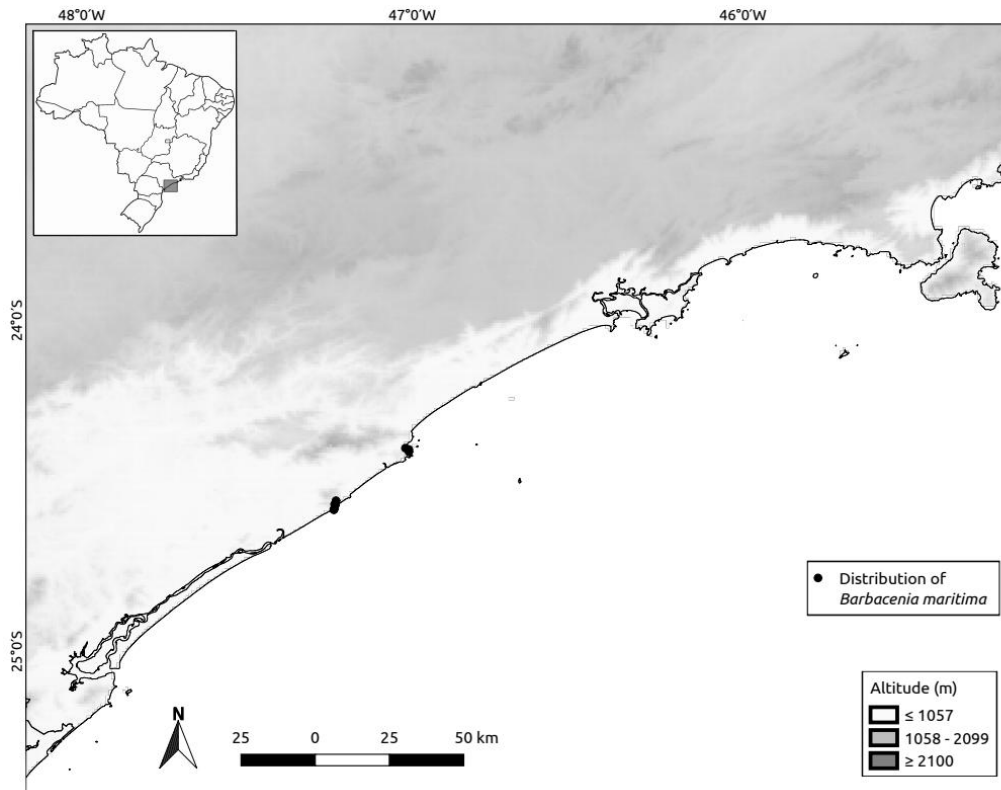 48°0'W 47°0'W 46°0'W
24°0'S
25°0'S
Distribution of
Barbacenia maritima
N
25 0 25 50 km
Altitude (m)
≤ 1057
1058 - 2099
≥ 2100